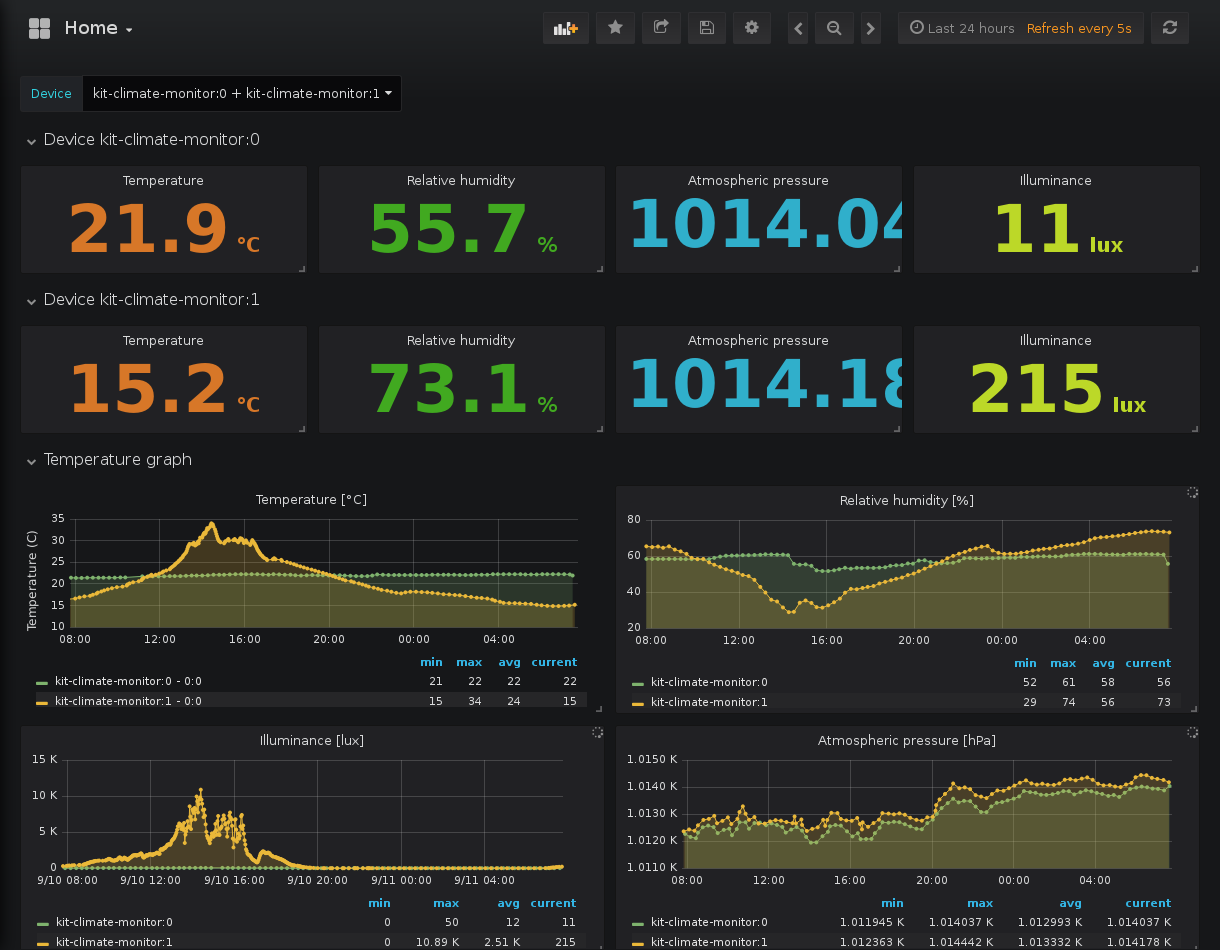 Home
Last 24 hours Refresh every 5s
Device kit-climate-monitor:0 + kit-climate-monitor:1
Device kit-climate-monitor:0
Temperature Relative humidity Atmospheric pressure Illuminance
21.9 °C 55.7 % 1014.04 11 lux
Device kit-climate-monitor:1
Temperature Relative humidity Atmospheric pressure Illuminance
15.2 °C 73.1 % 1014.18 215 lux
Temperature graph
Temperature [°C]
Temperature (C)
35
30
25
20
15
10
08:00 12:00 16:00 20:00 00:00 04:00
min max avg current
kit-climate-monitor:0 - 0:0 21 22 22 22
kit-climate-monitor:1 - 0:0 15 34 24 15
Relative humidity [%]
80
60
40
20
08:00 12:00 16:00 20:00 00:00 04:00
min max avg current
kit-climate-monitor:0 52 61 58 56
kit-climate-monitor:1 29 74 56 73
Illuminance [lux]
15 K
10 K
5 K
0
9/10 08:00 9/10 12:00 9/10 16:00 9/10 20:00 9/11 00:00 9/11 04:00
min max avg current
kit-climate-monitor:0 0 50 12 11
kit-climate-monitor:1 0 10.89 K 2.51 K 215
Atmospheric pressure [hPa]
1.0150 K
1.0140 K
1.0130 K
1.0120 K
1.0110 K
08:00 12:00 16:00 20:00 00:00 04:00
min max avg current
kit-climate-monitor:0 1.011945 K 1.014037 K 1.012993 K 1.014037 K
kit-climate-monitor:1 1.012363 K 1.014442 K 1.013332 K 1.014178 K